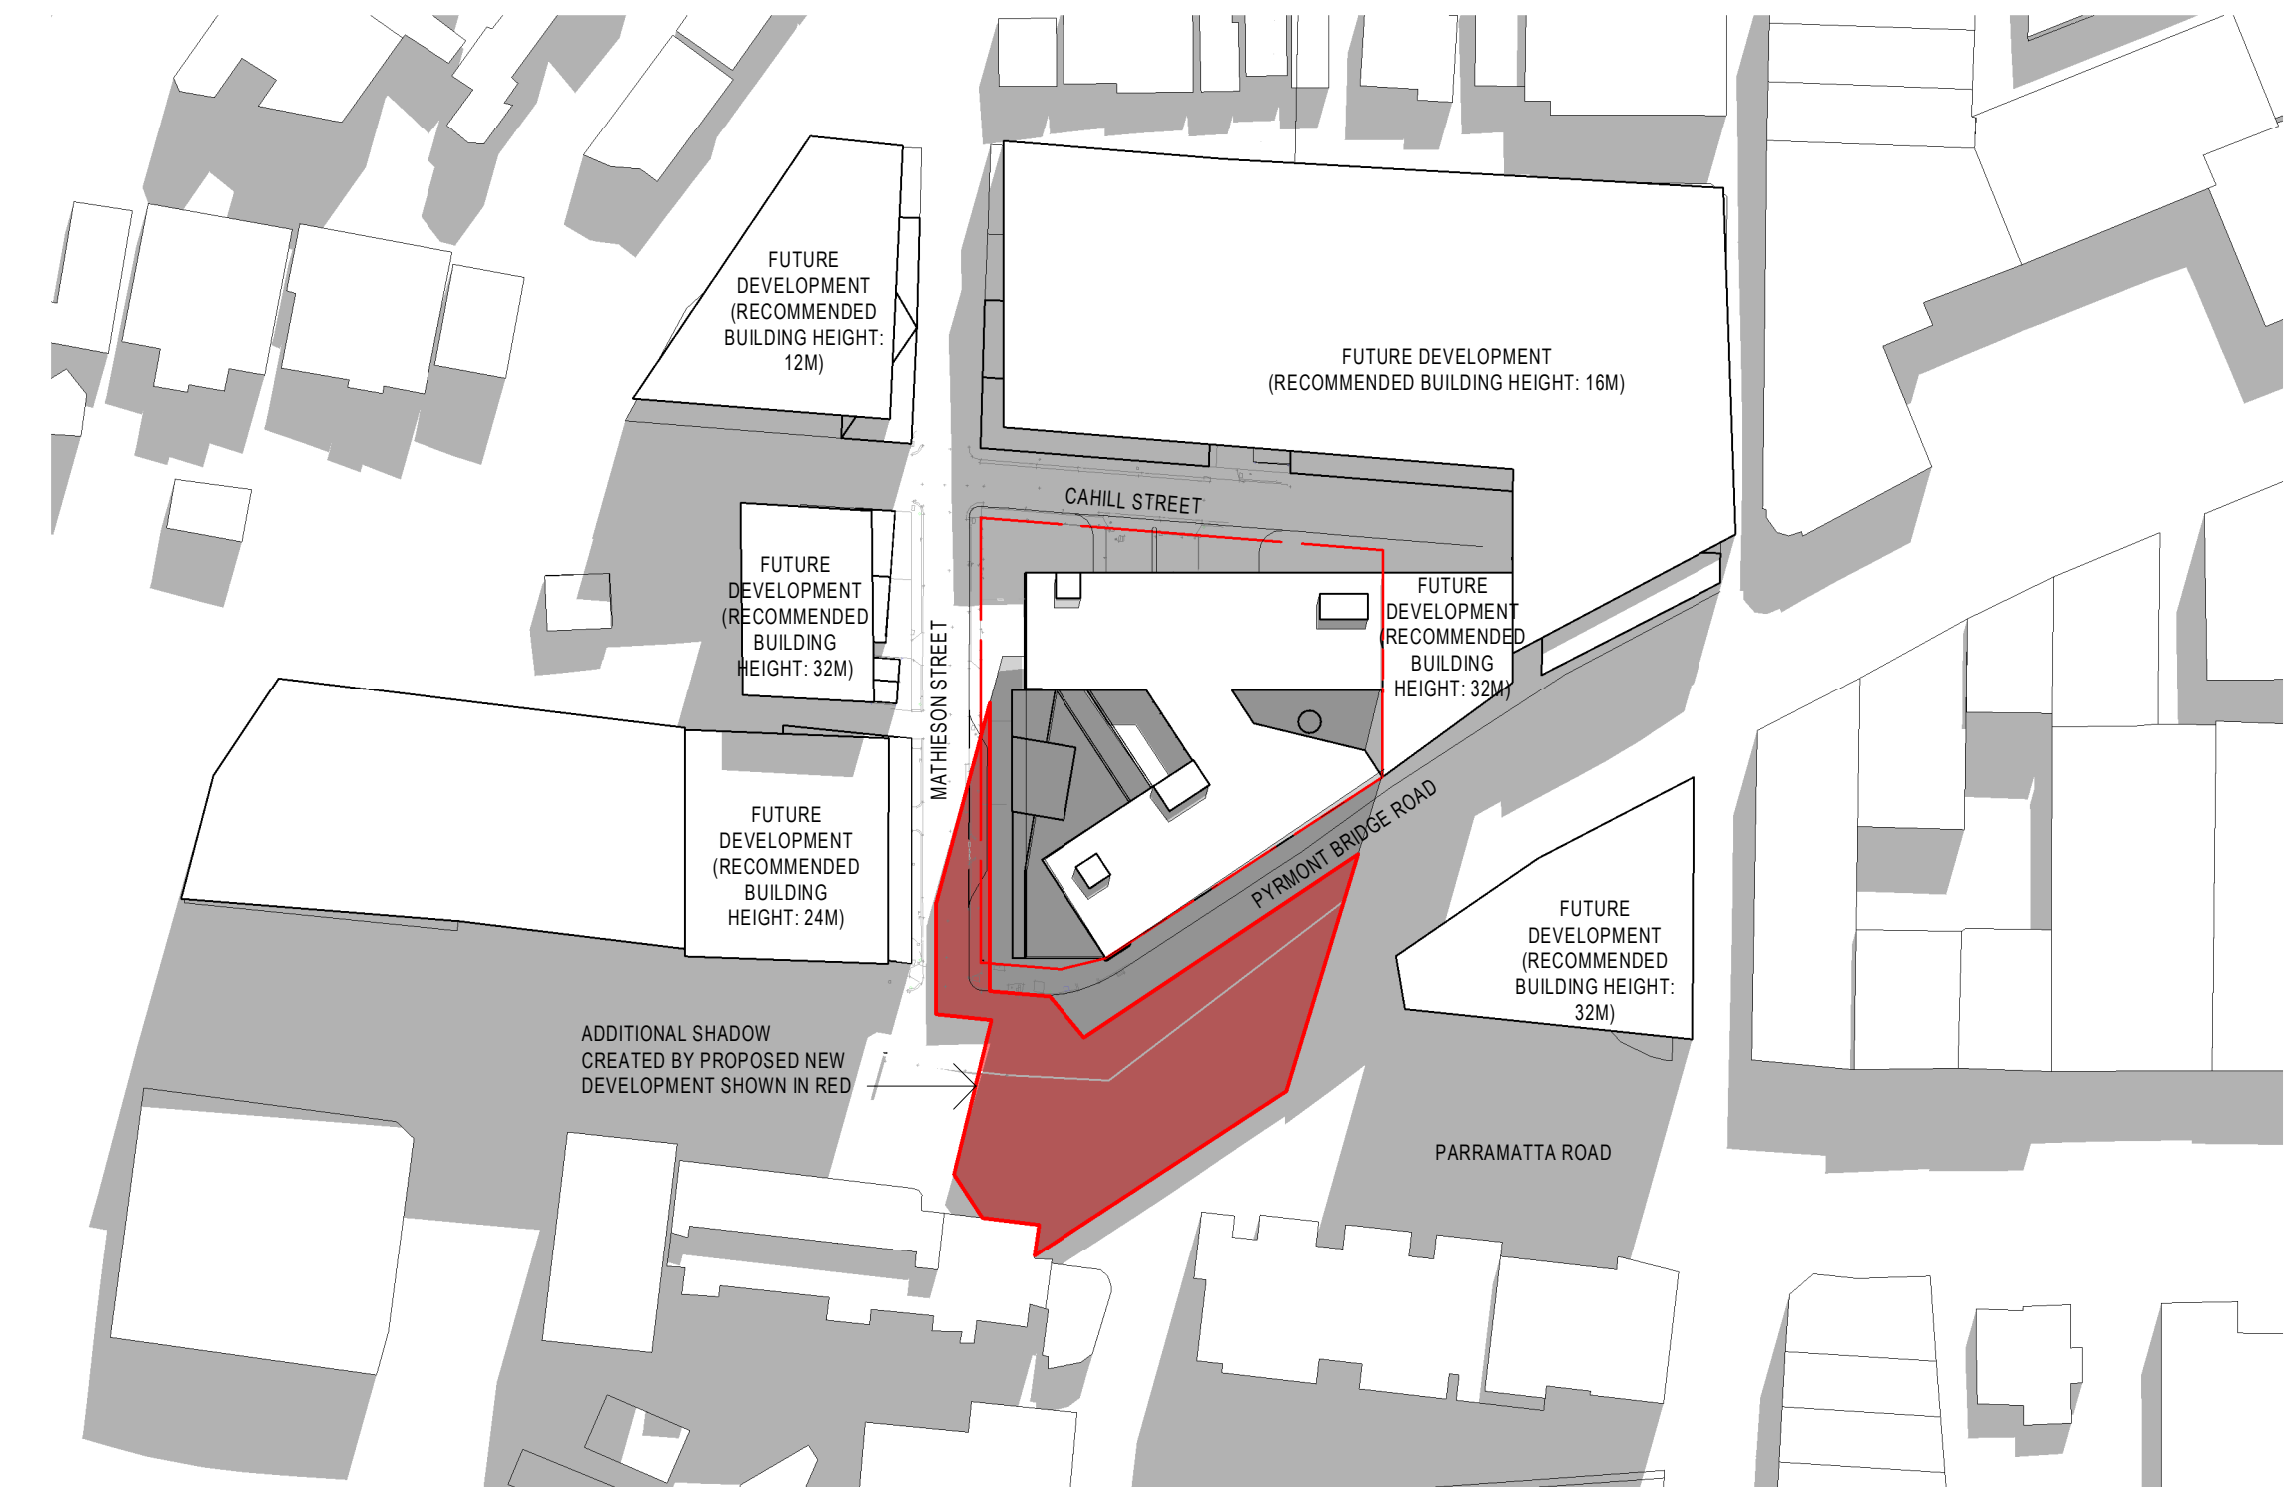 FUTURE
DEVELOPMENT
(RECOMMENDED
BUILDING HEIGHT:
12M)
FUTURE DEVELOPMENT
(RECOMMENDED BUILDING HEIGHT: 16M)
CAHILL STREET
FUTURE
DEVELOPMENT
(RECOMMENDED
BUILDING
HEIGHT: 32M)
FUTURE
DEVELOPMENT
(RECOMMENDED
BUILDING
HEIGHT: 32M)
MATHIESON STREET
PYRMONT BRIDGE ROAD
FUTURE
DEVELOPMENT
(RECOMMENDED
BUILDING
HEIGHT: 24M)
FUTURE
DEVELOPMENT
(RECOMMENDED
BUILDING HEIGHT:
32M)
ADDITIONAL SHADOW
CREATED BY PROPOSED NEW
DEVELOPMENT SHOWN IN RED
PARRAMATTA ROAD